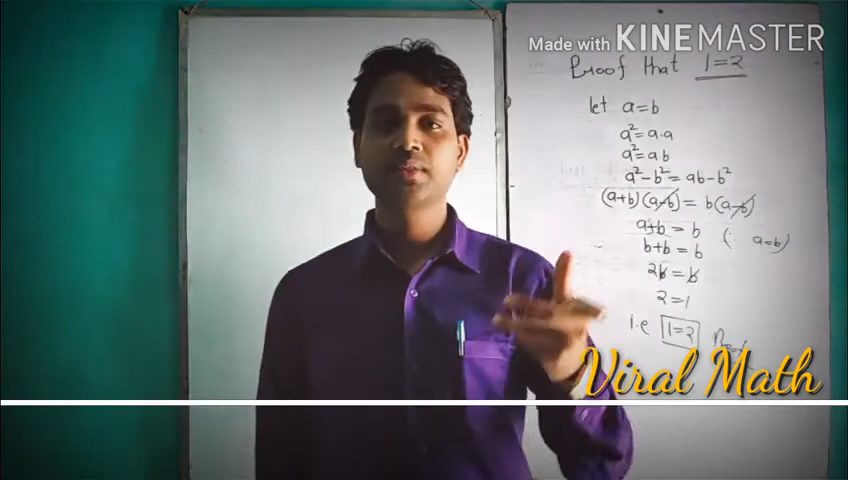 Made with KINEMASTER
Proof that 1=2
let a=b
a²=a·a
a²=ab
a²-b²=ab-b²
(a+b)(a-b)=b(a-b)
a+b=b
(∵ a=b)
b+b=b
2b=b
2=1
i.e 1=2
Viral Math